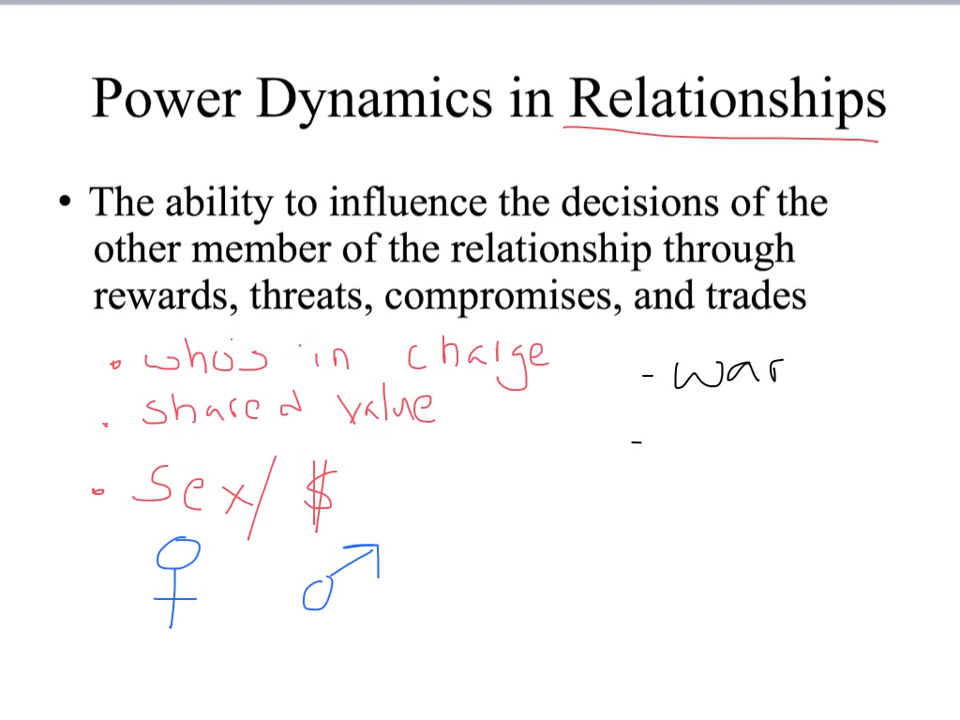 Power Dynamics in Relationships
• The ability to influence the decisions of the
other member of the relationship through
rewards, threats, compromises, and trades
• who's in charge
• shared value
• Sex/ $
♀ ♂
- war
-